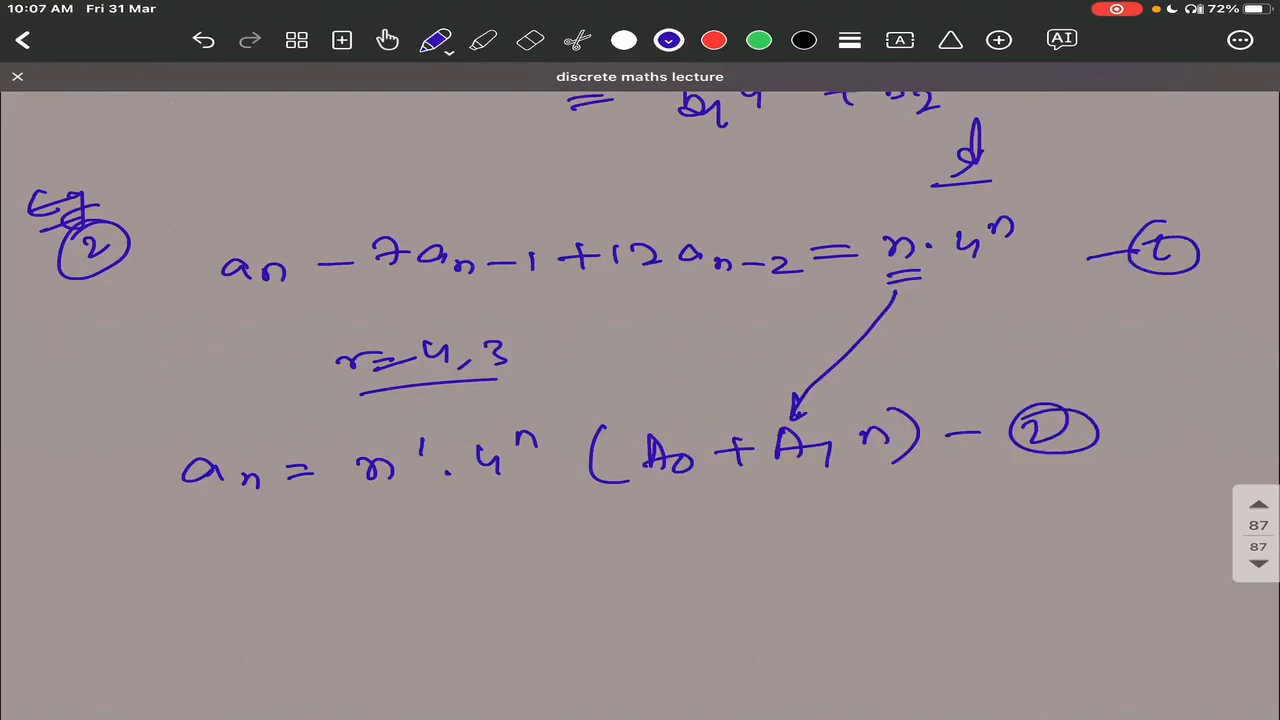 10:07 AM Fri 31 Mar 72%
AI
discrete maths lecture
Eg
② aₙ − 7aₙ₋₁ + 12aₙ₋₂ = n · 4ⁿ — ①
r = 4, 3
aₙ = n¹ · 4ⁿ (A₀ + A₁ n) — ②
87
87